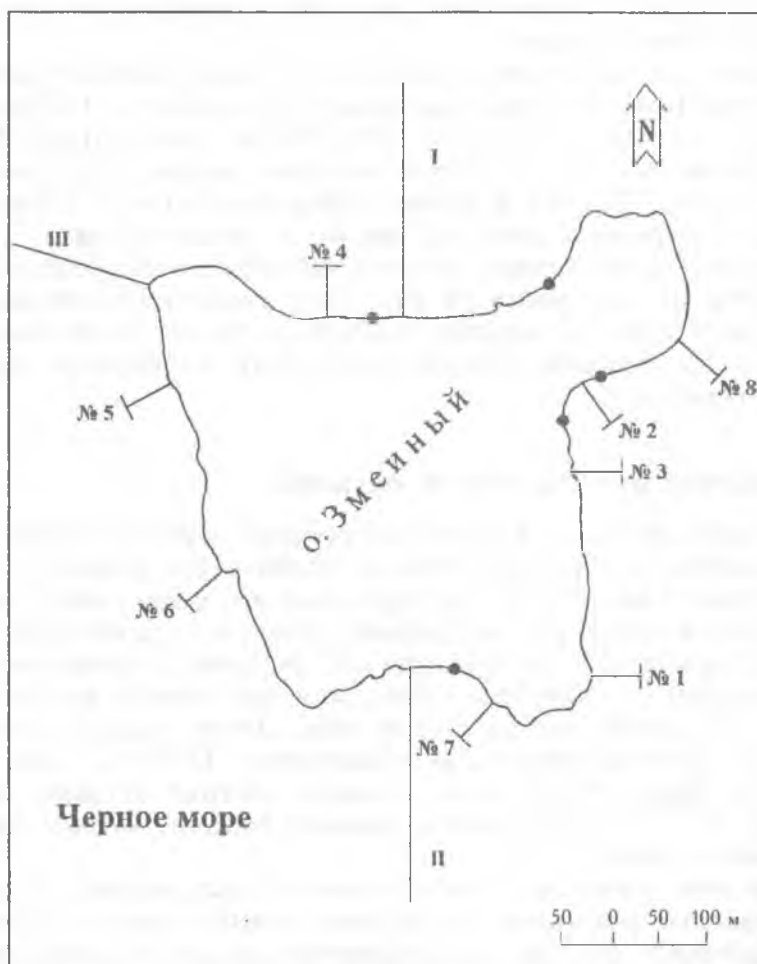 N
I
III
№ 4
№ 8
№ 5
№ 2
о. Змеиный
№ 3
№ 6
№ 1
№ 7
Черное море
II
50 0 50 100 м